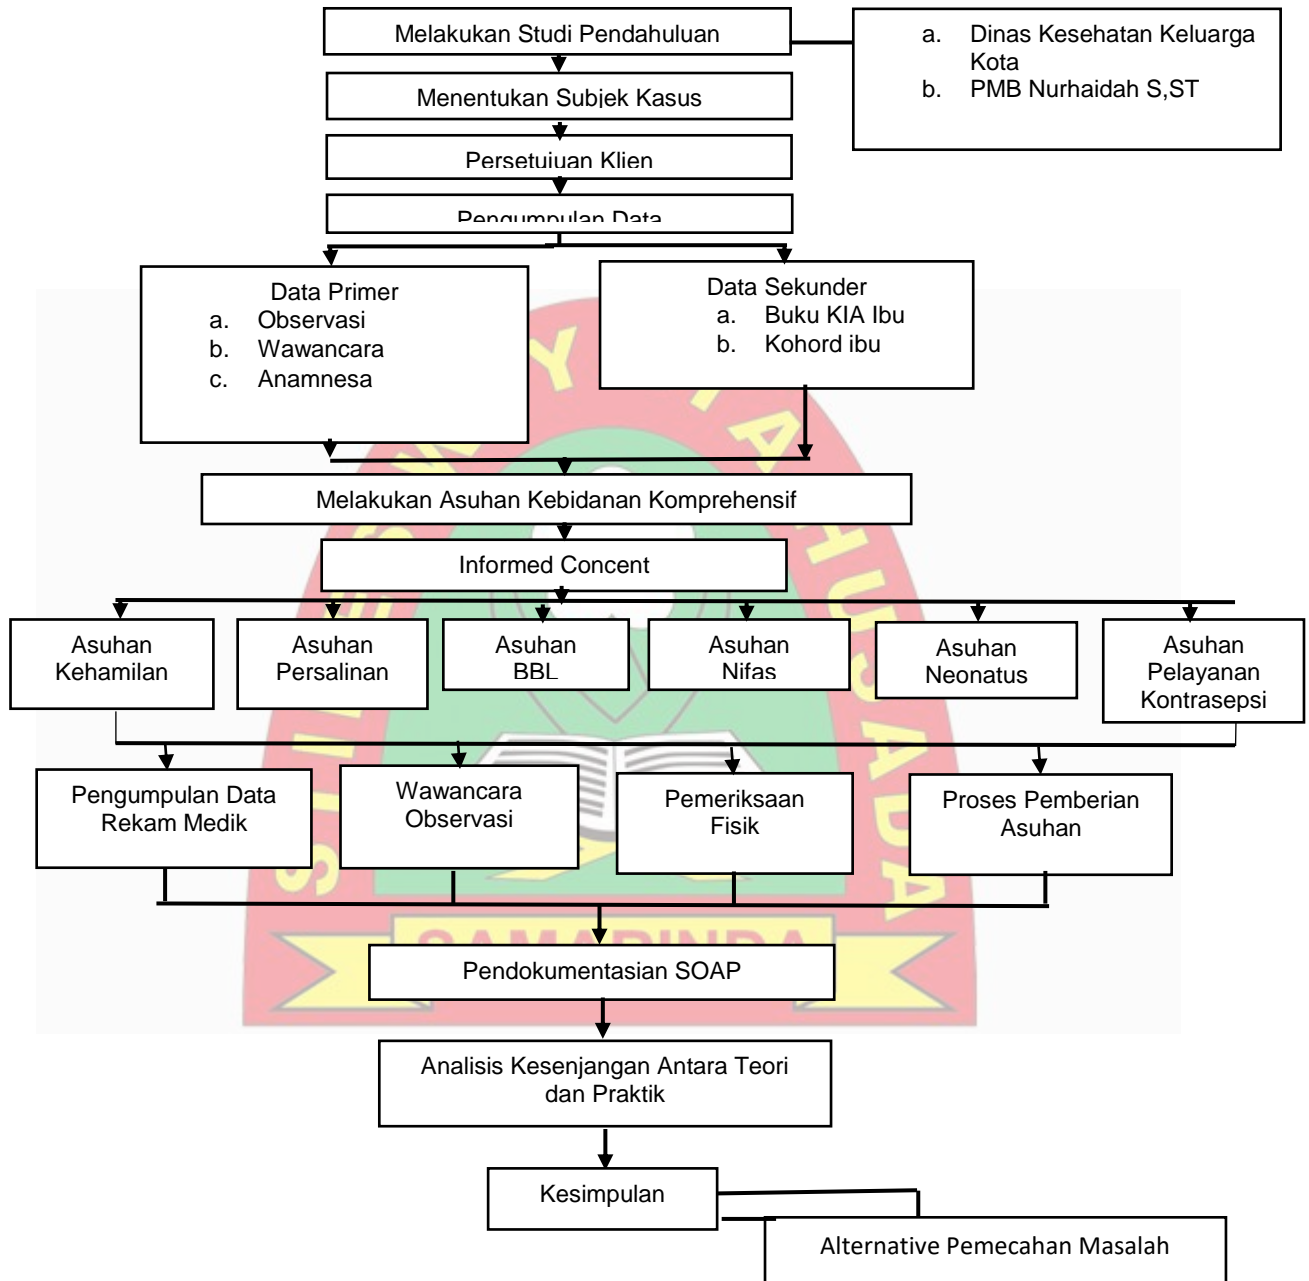 Melakukan Studi Pendahuluan
a. Dinas Kesehatan Keluarga
Kota
b. PMB Nurhaidah S,ST
Menentukan Subjek Kasus
Persetujuan Klien
Pengumpulan Data
Data Primer
a. Observasi
b. Wawancara
c. Anamnesa
Data Sekunder
a. Buku KIA Ibu
b. Kohord ibu
Melakukan Asuhan Kebidanan Komprehensif
Informed Concent
Asuhan
Kehamilan
Asuhan
Persalinan
Asuhan
BBL
Asuhan
Nifas
Asuhan
Neonatus
Asuhan
Pelayanan
Kontrasepsi
Pengumpulan Data
Rekam Medik
Wawancara
Observasi
Pemeriksaan
Fisik
Proses Pemberian
Asuhan
SAMARINDA
Pendokumentasian SOAP
Analisis Kesenjangan Antara Teori
dan Praktik
Kesimpulan
Alternative Pemecahan Masalah